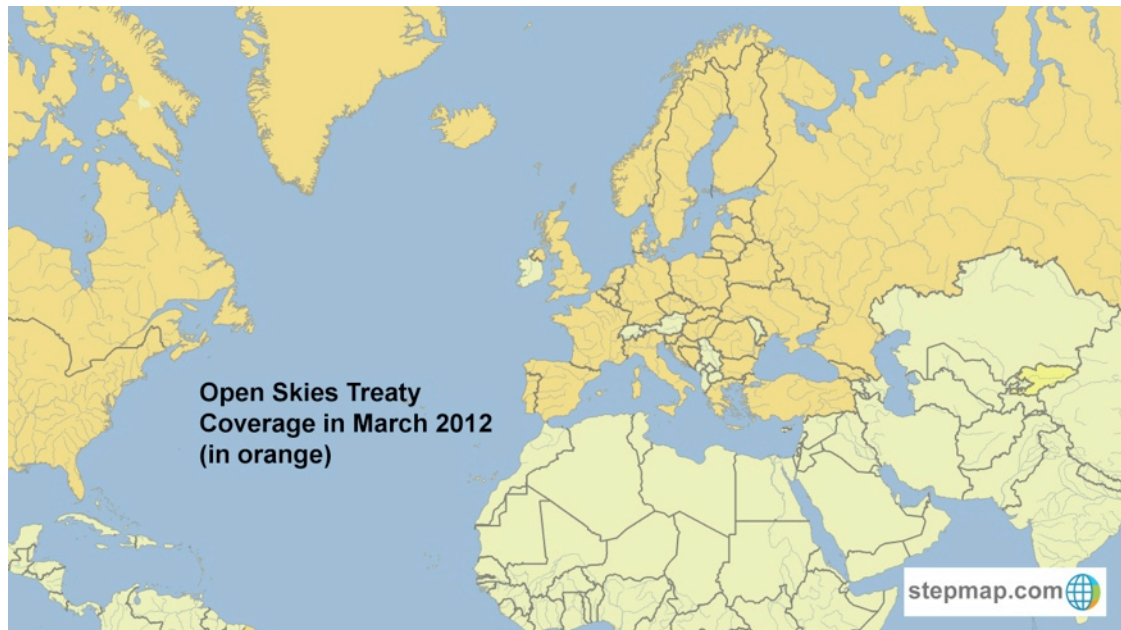 Open Skies Treaty
Coverage in March 2012
(in orange)
stepmap.com